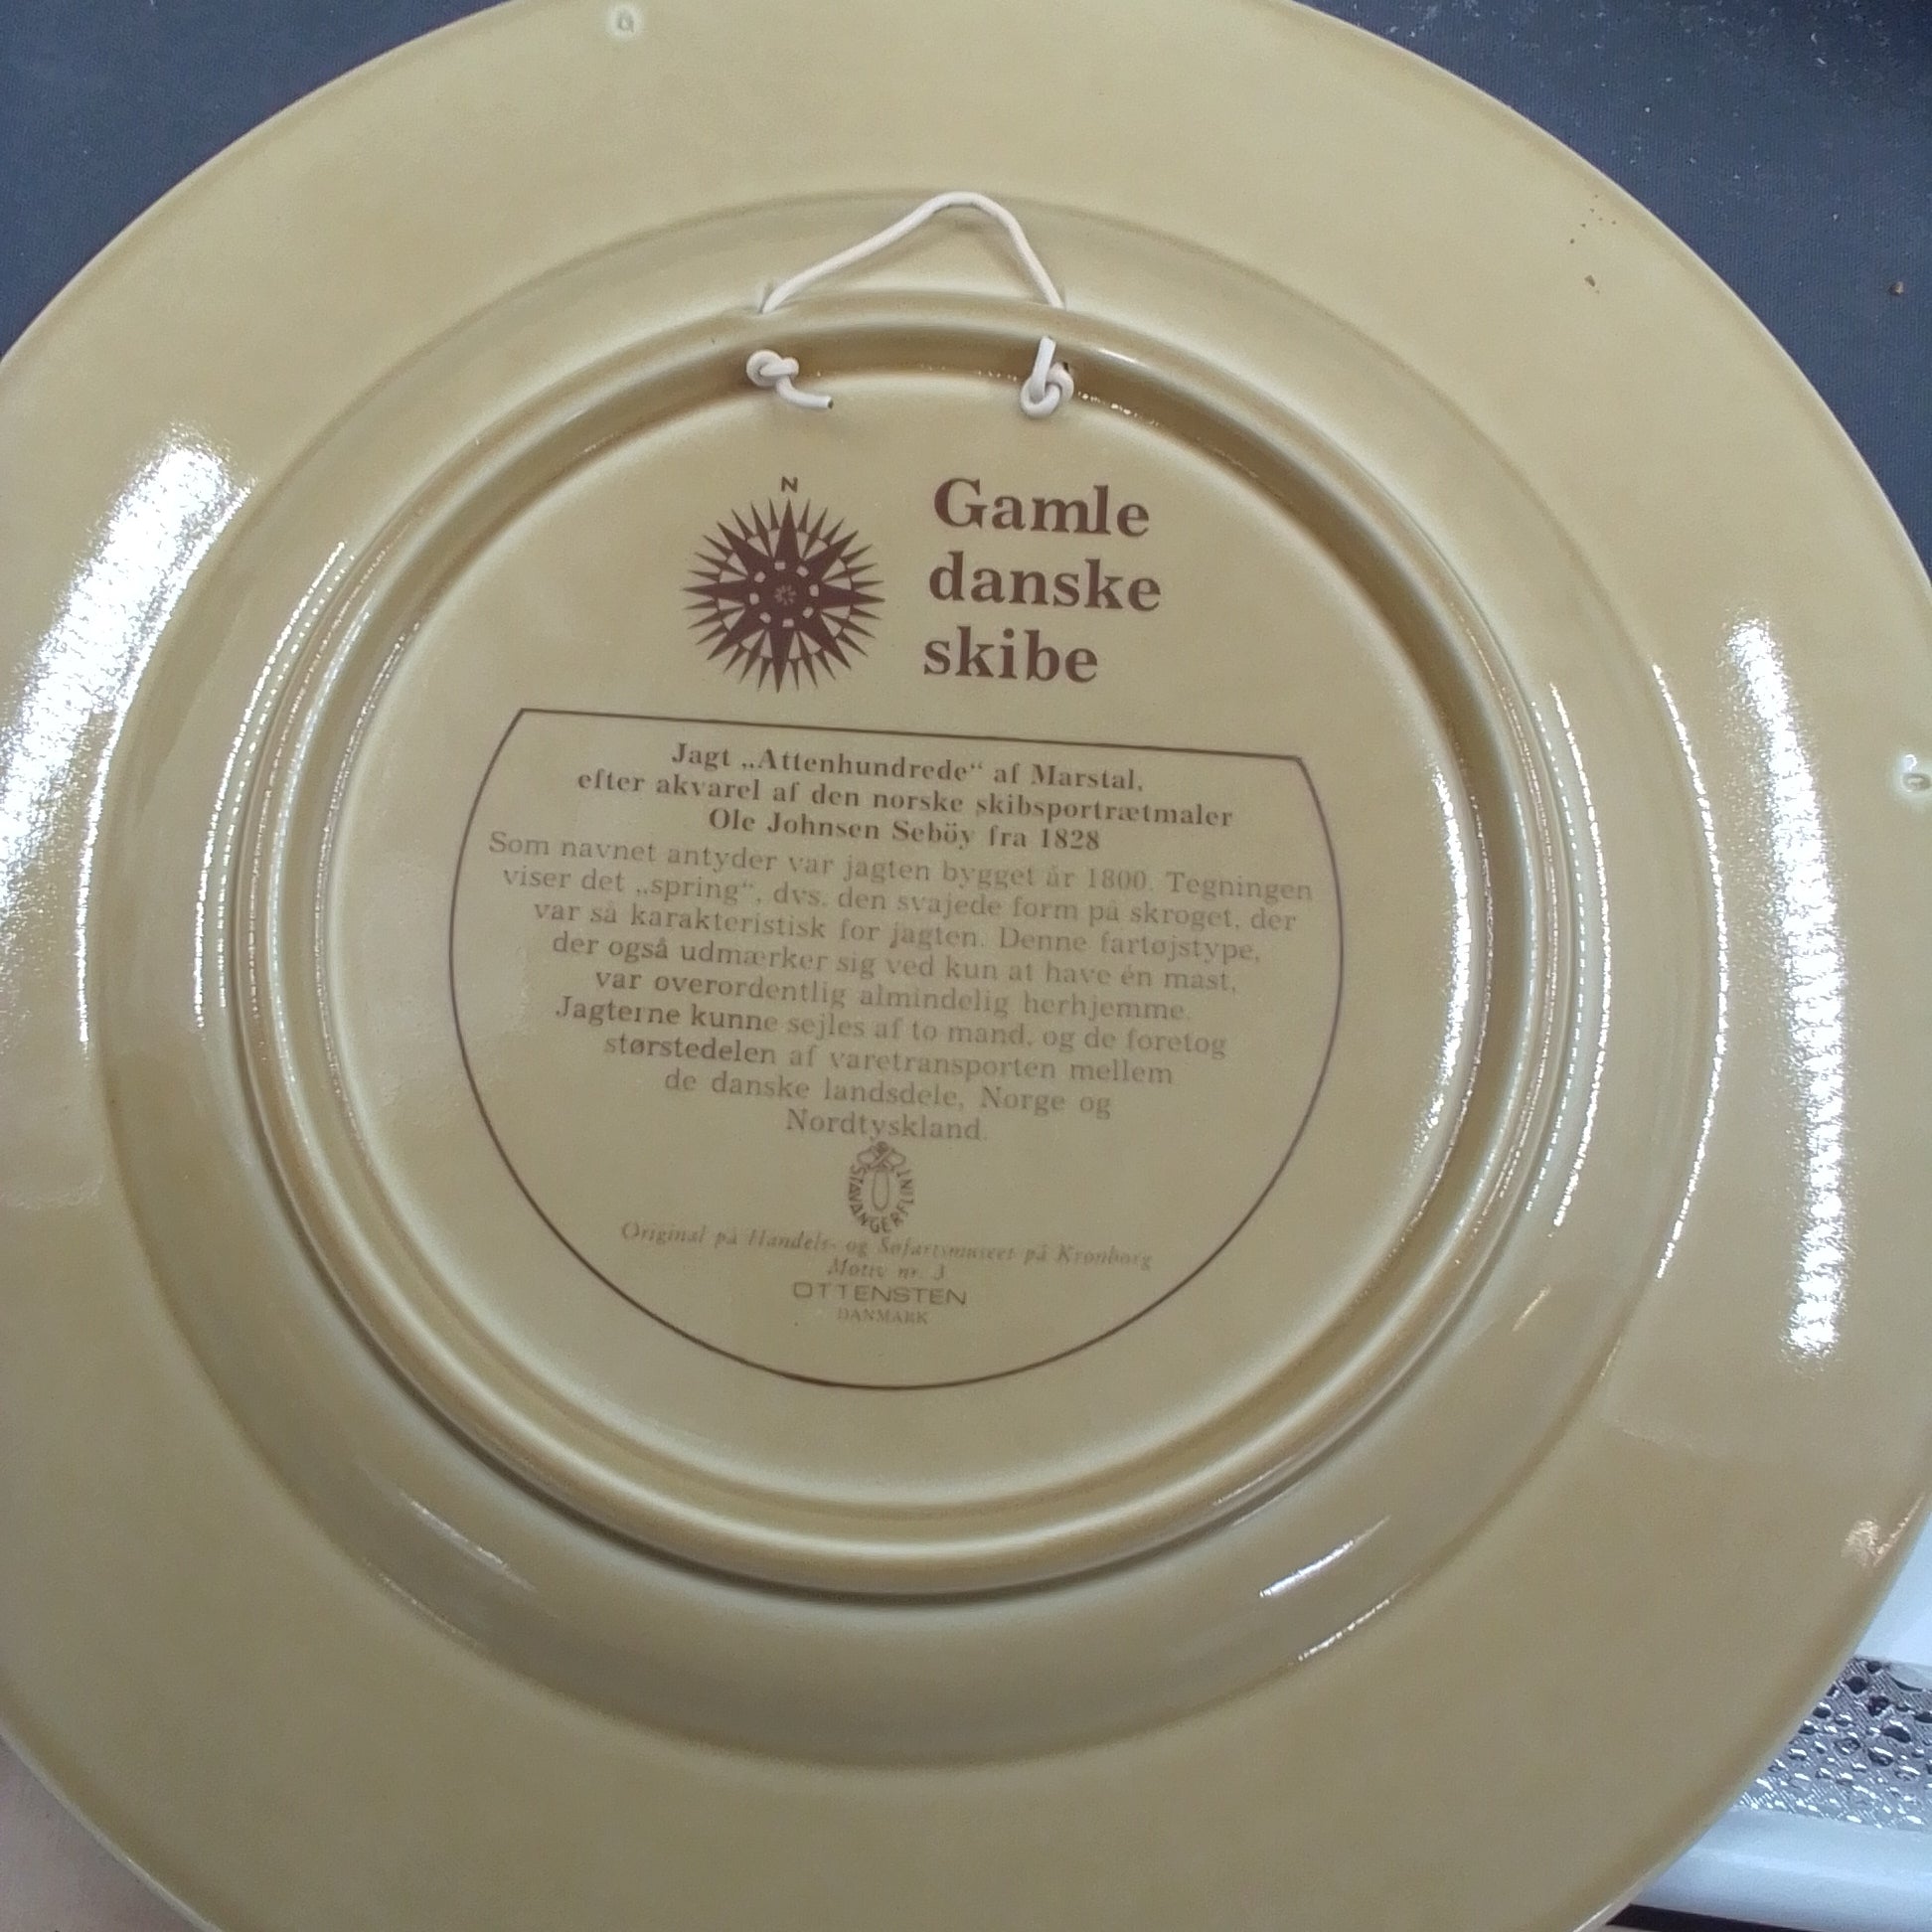 N
Gamle
danske
skibe
Jagt „Attenhundrede“ af Marstal,
efter akvarel af den norske skibsportrætmaler
Ole Johnsen Seböy fra 1828
Som navnet antyder var jagten bygget år 1800. Tegningen
viser det „spring“, dvs. den svajede form på skroget, der
var så karakteristisk for jagten. Denne fartøjstype,
der også udmærker sig ved kun at have én mast,
var overordentlig almindelig herhjemme.
Jagterne kunne sejles af to mand, og de foretog
størstedelen af varetransporten mellem
de danske landsdele, Norge og
Nordtyskland.
STAVANGERFLINT
Original på Handels- og Søfartsmuseet på Kronborg
Motiv nr. 3
OTTENSTEN
DANMARK